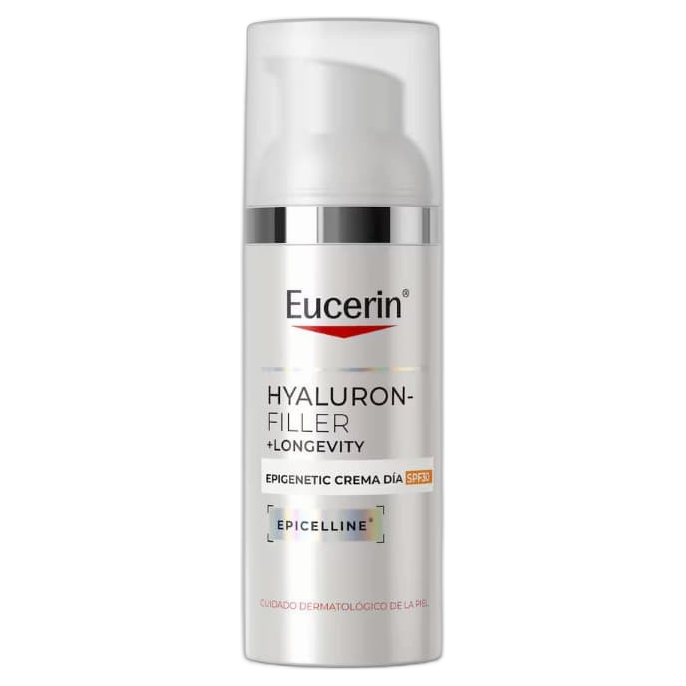 Eucerin®
HYALURON-
FILLER
+LONGEVITY
EPIGENETIC CREMA DÍA SPF30
EPICELLINE®
CUIDADO DERMATOLÓGICO DE LA PIEL